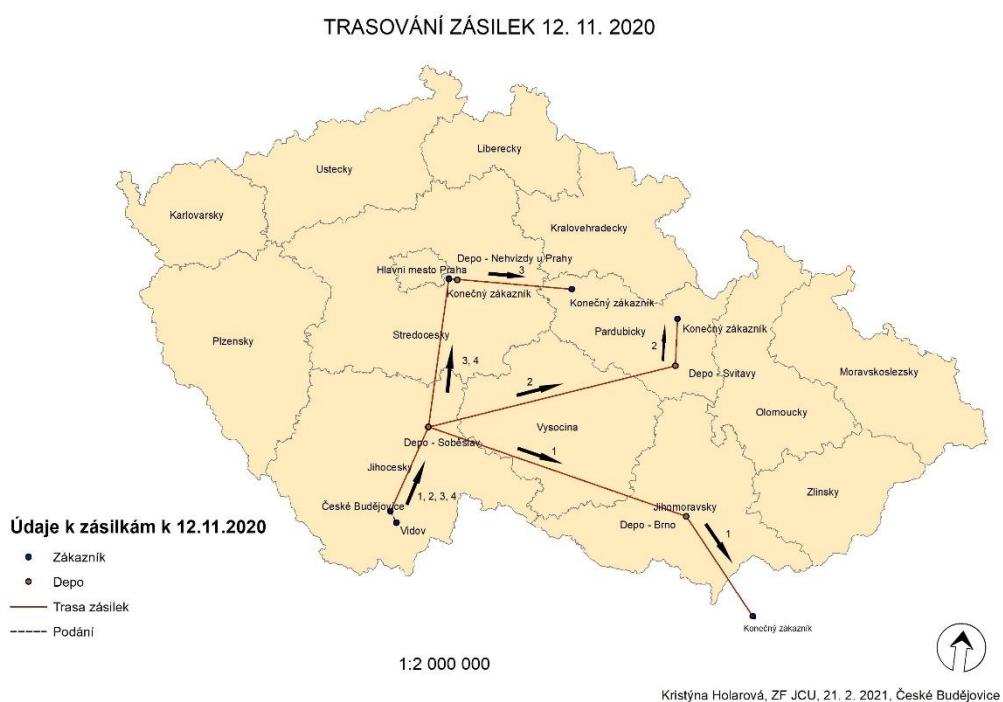 TRASOVÁNÍ ZÁSILEK 12. 11. 2020
Liberecky
Ustecky
Karlovarsky
Kralovehradecky
Depo - Nehvizdy u Prahy
Hlavní mesto Praha
3
Konečný zákazník
Konečný zákazník
Stredocesky
Pardubicky
Konečný zákazník
Plzensky
2
3, 4
Depo - Svitavy
Moravskoslezsky
2
Olomoucky
Vysocina
Depo - Soběslav
1
Jihocesky
Zlinsky
1, 2, 3, 4
České Budějovice
Jihomoravsky
Vidov
Depo - Brno
1
Údaje k zásilkám k 12.11.2020
Zákazník
Depo
Trasa zásilek
Podání
Konečný zákazník
1:2 000 000
Kristýna Holarová, ZF JCU, 21. 2. 2021, České Budějovice